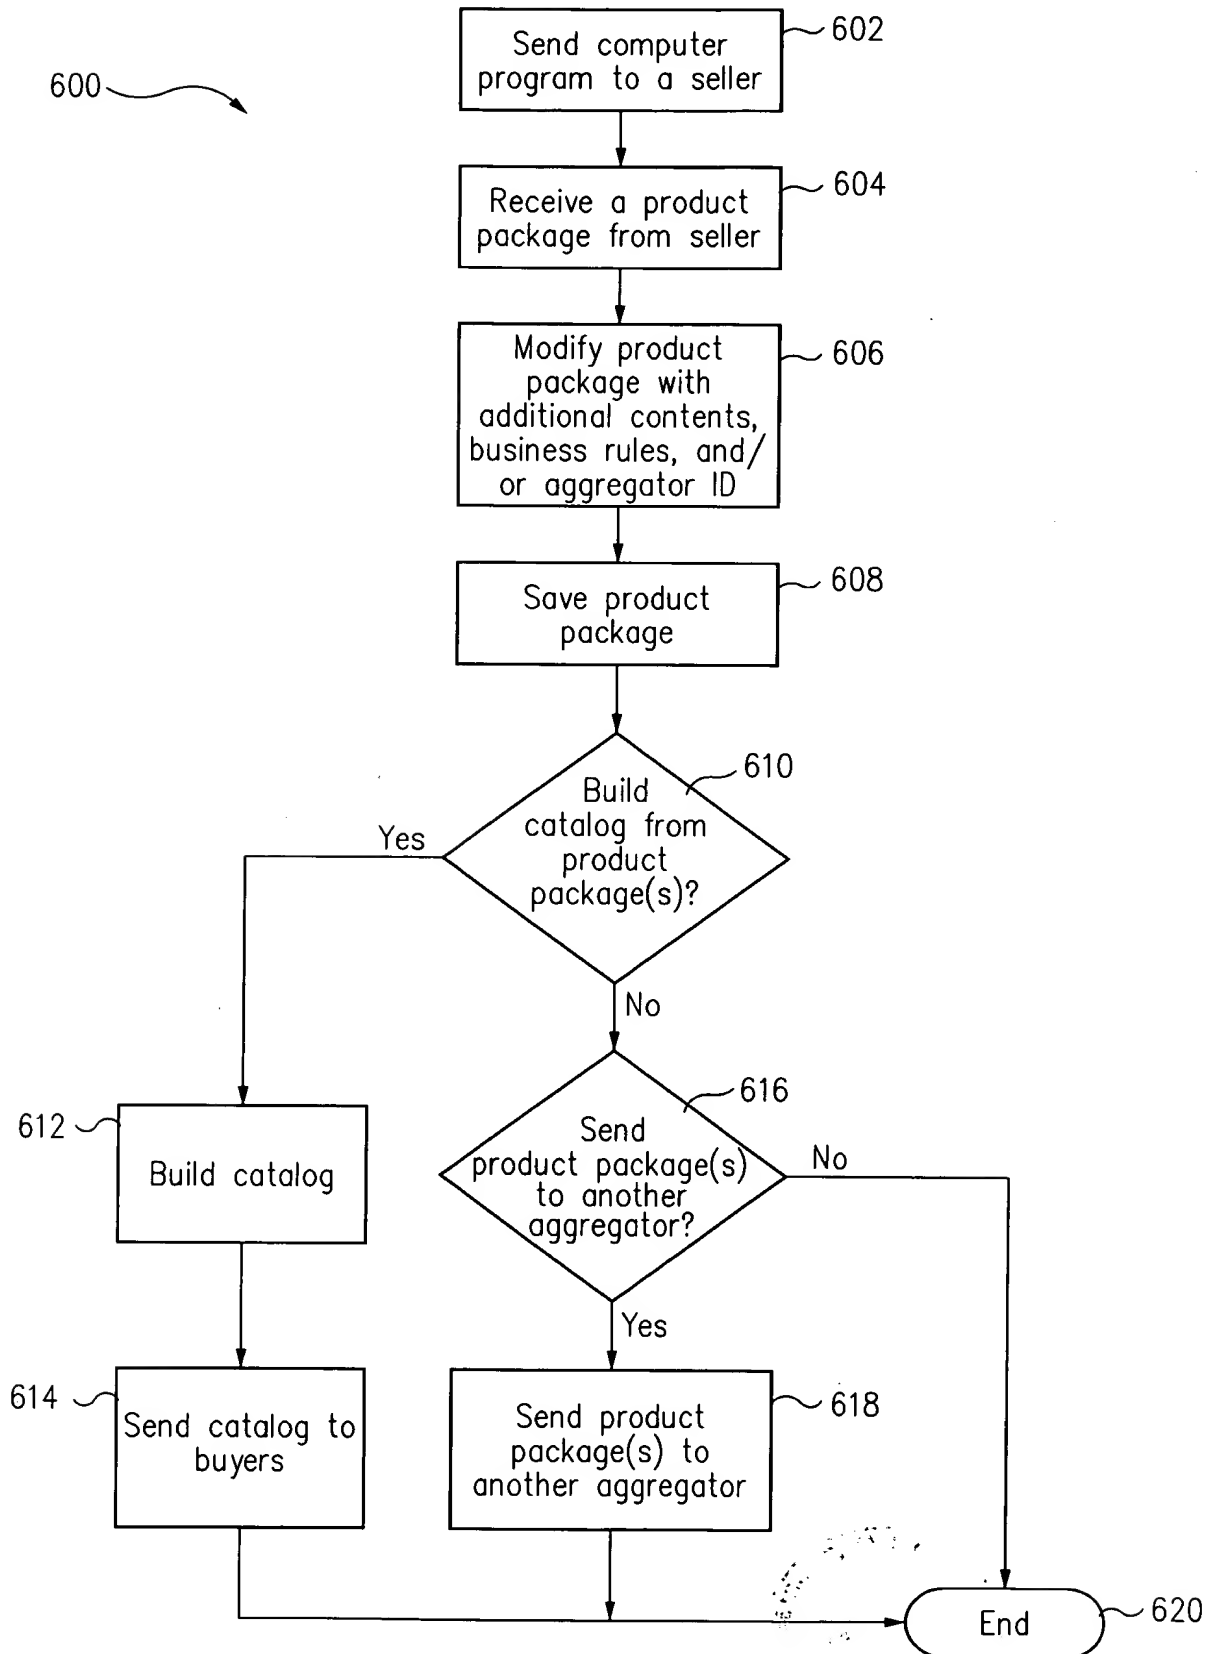 600
Send computer
program to a seller
602
Receive a product
package from seller
604
Modify product
package with
additional contents,
business rules, and/
or aggregator ID
606
Save product
package
608
Build
catalog from
product
package(s)?
610
Yes
No
612
Build catalog
Send
product package(s)
to another
aggregator?
616
No
Yes
614
Send catalog to
buyers
Send product
package(s) to
another aggregator
618
End
620